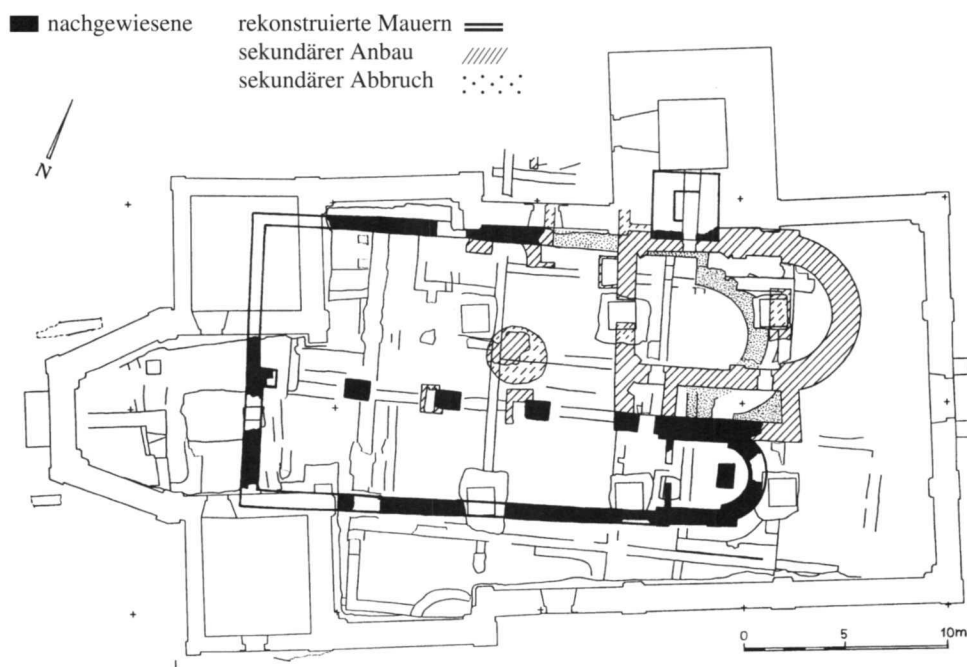 nachgewiesene rekonstruierte Mauern
sekundärer Anbau
sekundärer Abbruch
N
0 5 10m